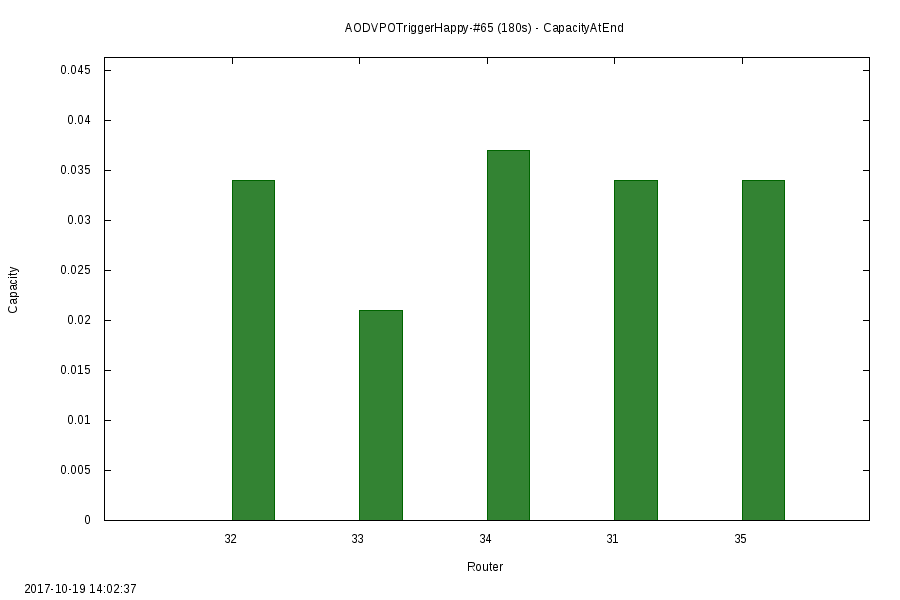 AODVPOTriggerHappy-#65 (180s) - CapacityAtEnd
0.045
0.04
0.035
0.03
0.025
0.02
0.015
0.01
0.005
0
Capacity
32 33 34 31 35
Router
2017-10-19 14:02:37